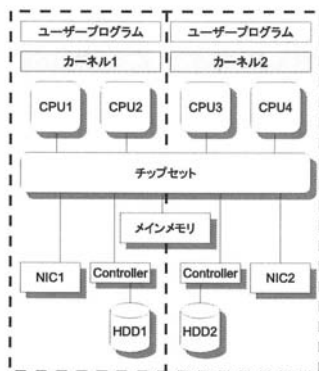 ユーザープログラム ユーザープログラム
カーネル1 カーネル2
CPU1 CPU2 CPU3 CPU4
チップセット
メインメモリ
NIC1 Controller Controller NIC2
HDD1 HDD2